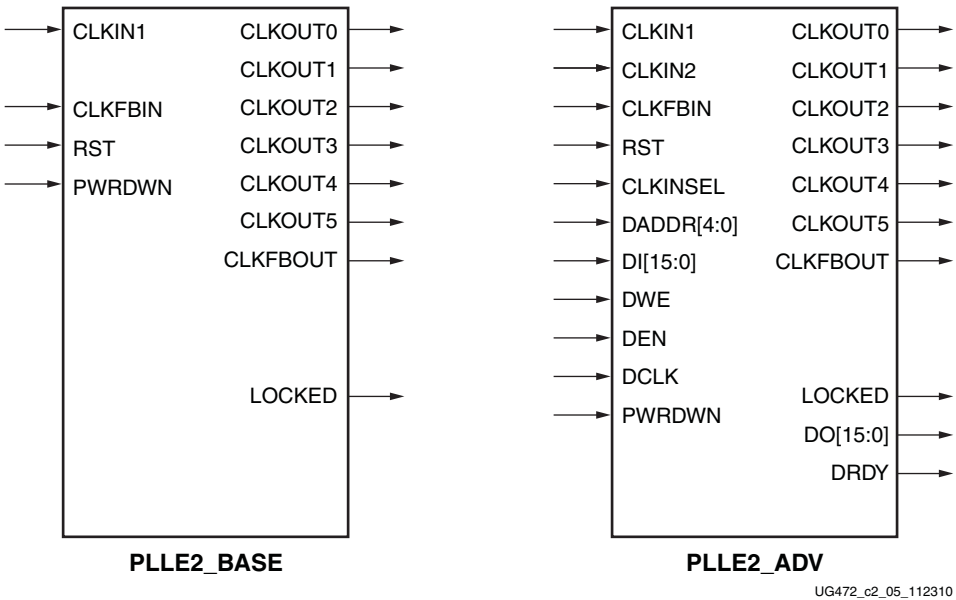 CLKIN1 CLKOUT0
CLKOUT1
CLKFBIN CLKOUT2
RST CLKOUT3
PWRDWN CLKOUT4
CLKOUT5
CLKFBOUT
LOCKED
PLLE2_BASE
CLKIN1 CLKOUT0
CLKIN2 CLKOUT1
CLKFBIN CLKOUT2
RST CLKOUT3
CLKINSEL CLKOUT4
DADDR[4:0] CLKOUT5
DI[15:0] CLKFBOUT
DWE
DEN
DCLK LOCKED
PWRDWN DO[15:0]
DRDY
PLLE2_ADV
UG472_c2_05_112310